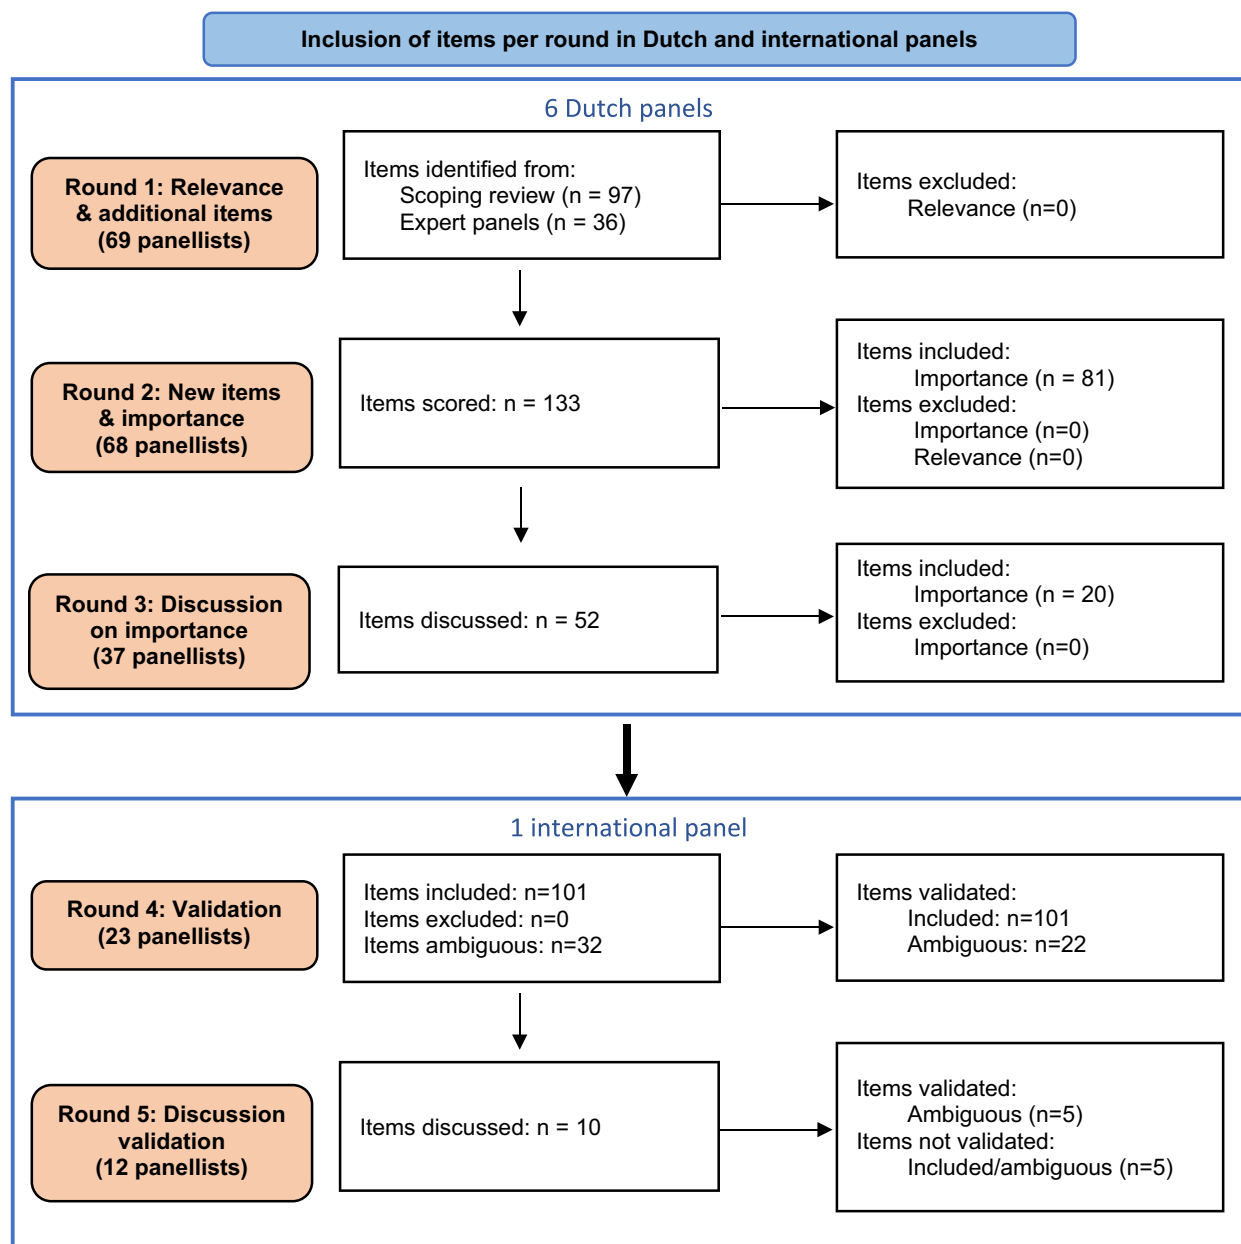 Inclusion of items per round in Dutch and international panels
6 Dutch panels
Round 1: Relevance
& additional items
(69 panellists)
Items identified from:
Scoping review (n = 97)
Expert panels (n = 36)
Items excluded:
Relevance (n=0)
Round 2: New items
& importance
(68 panellists)
Items scored: n = 133
Items included:
Importance (n = 81)
Items excluded:
Importance (n=0)
Relevance (n=0)
Round 3: Discussion
on importance
(37 panellists)
Items discussed: n = 52
Items included:
Importance (n = 20)
Items excluded:
Importance (n=0)
1 international panel
Round 4: Validation
(23 panellists)
Items included: n=101
Items excluded: n=0
Items ambiguous: n=32
Items validated:
Included: n=101
Ambiguous: n=22
Round 5: Discussion
validation
(12 panellists)
Items discussed: n = 10
Items validated:
Ambiguous (n=5)
Items not validated:
Included/ambiguous (n=5)